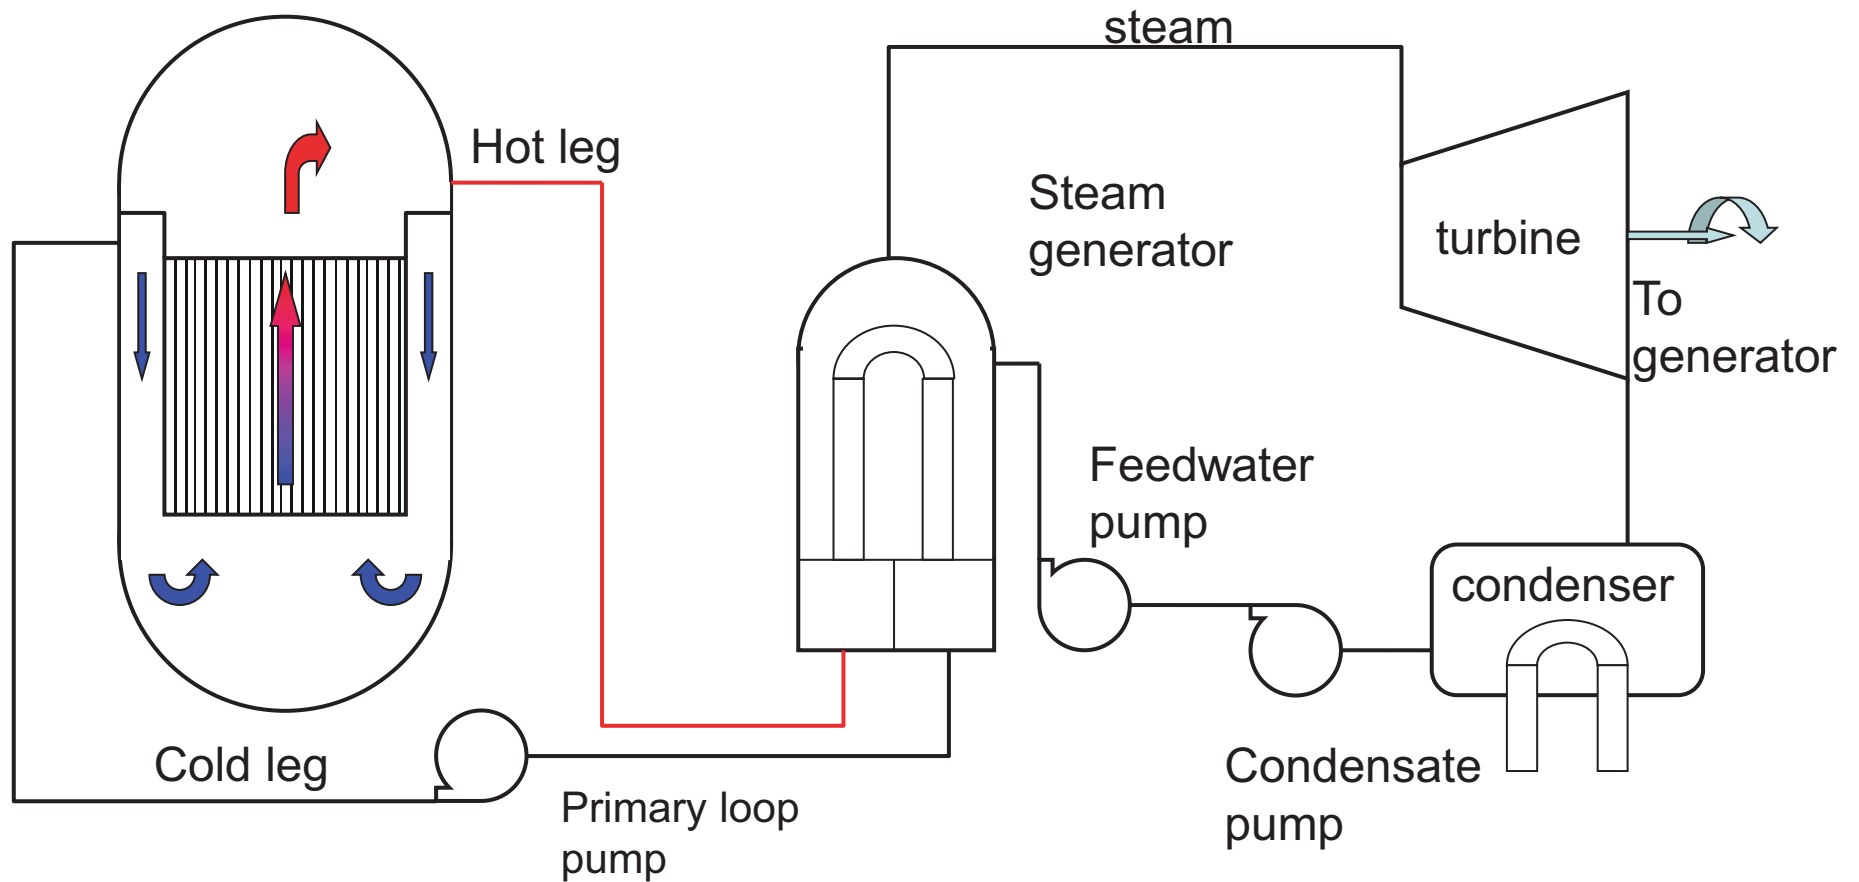 steam
Hot leg
Steam
generator
turbine
To
generator
Feedwater
pump
condenser
Cold leg
Condensate
pump
Primary loop
pump